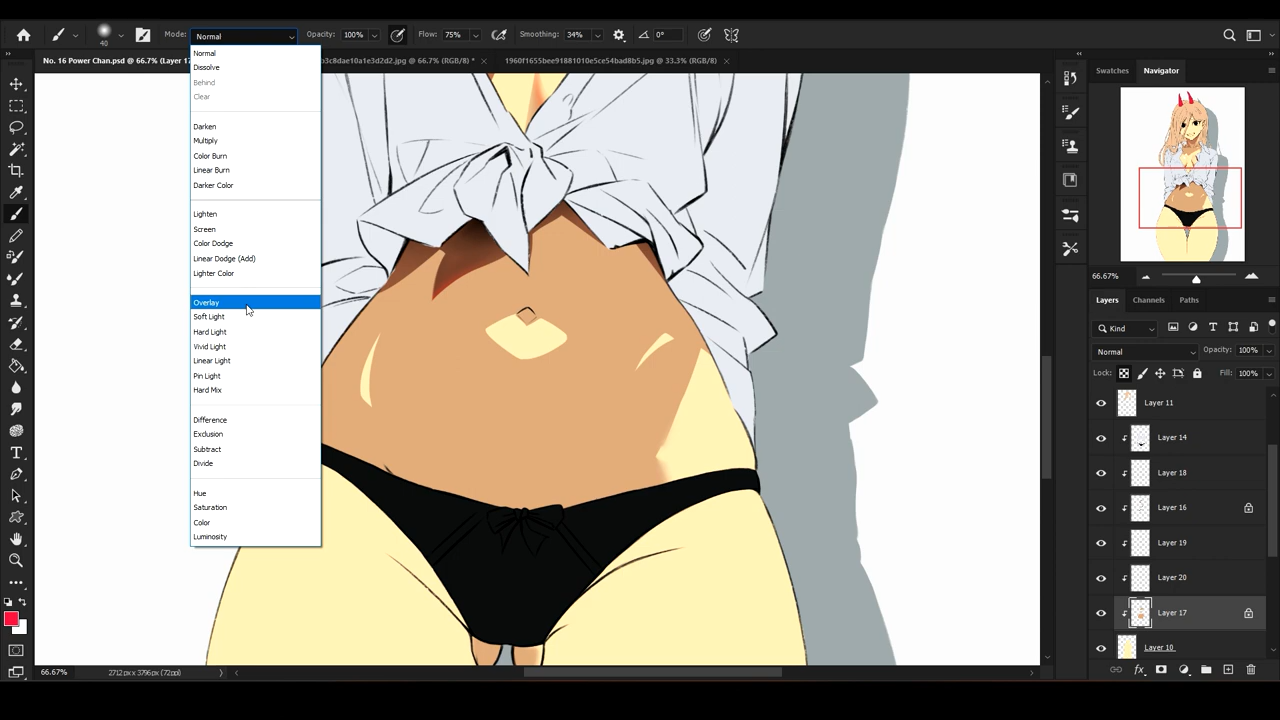 Mode: Normal Opacity: 100% Flow: 75% Smoothing: 34% 0°
40
No. 16 Power Chan.psd @ 66.7% (Layer 17
b3c8dae10a1e3d2d2.jpg @ 66.7% (RGB/8) *
1960f1655bee91881010e5ce54bad8b5.jpg @ 33.3% (RGB/8)
Normal
Dissolve
Behind
Clear
Darken
Multiply
Color Burn
Linear Burn
Darker Color
Lighten
Screen
Color Dodge
Linear Dodge (Add)
Lighter Color
Overlay
Soft Light
Hard Light
Vivid Light
Linear Light
Pin Light
Hard Mix
Difference
Exclusion
Subtract
Divide
Hue
Saturation
Color
Luminosity
Swatches Navigator
66.67%
Layers Channels Paths
Kind
Normal Opacity: 100%
Lock: Fill: 100%
Layer 11
Layer 14
Layer 18
Layer 16
Layer 19
Layer 20
Layer 17
Layer 10
66.67% 2712 px x 3796 px (72 ppi)